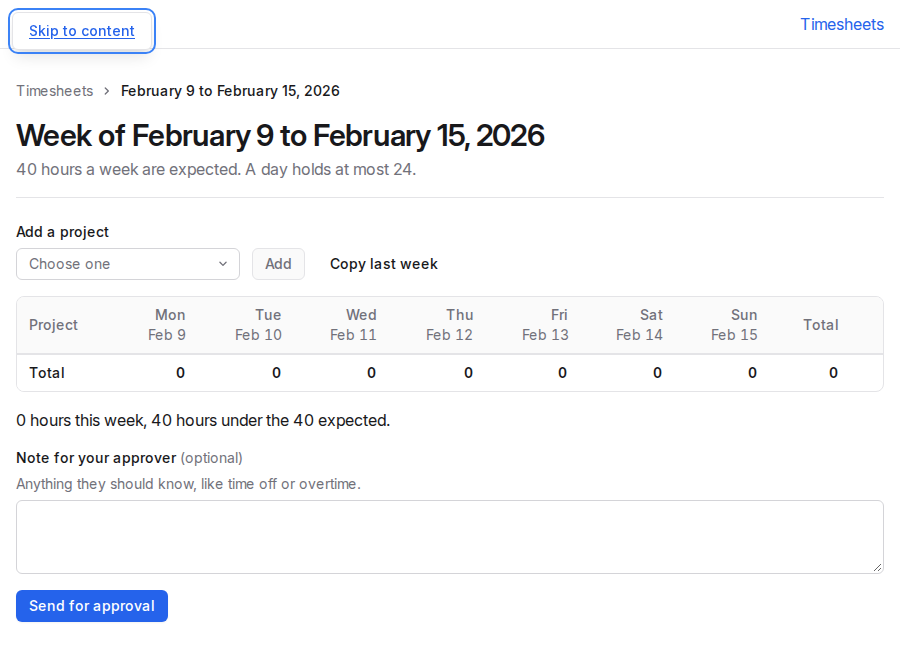 Skip to content
Timesheets
Timesheets > February 9 to February 15, 2026
Week of February 9 to February 15, 2026
40 hours a week are expected. A day holds at most 24.
Add a project
Choose one
Add
Copy last week
Project Mon Feb 9 Tue Feb 10 Wed Feb 11 Thu Feb 12 Fri Feb 13 Sat Feb 14 Sun Feb 15 Total
Total 0 0 0 0 0 0 0 0
0 hours this week, 40 hours under the 40 expected.
Note for your approver (optional)
Anything they should know, like time off or overtime.
Send for approval